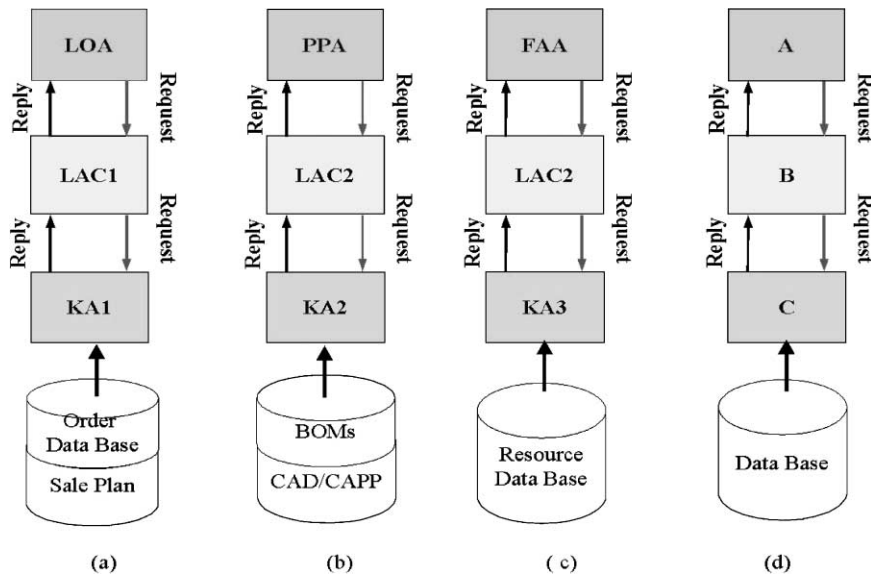 LOA
Reply
Request
LAC1
Reply
Request
KA1
Order
Data Base
Sale Plan
(a)
PPA
Reply
Request
LAC2
Reply
Request
KA2
BOMs
CAD/CAPP
(b)
FAA
Reply
Request
LAC2
Reply
Request
KA3
Resource
Data Base
( c)
A
Reply
Request
B
Reply
Request
C
Data Base
(d)